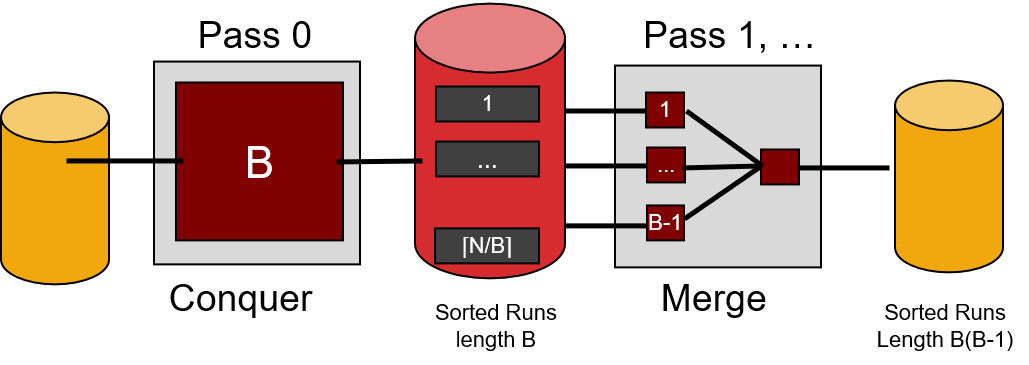 Pass 0
Pass 1, …
B
1
...
⌈N/B⌉
1
...
B-1
Conquer
Merge
Sorted Runs
length B
Sorted Runs
Length B(B-1)